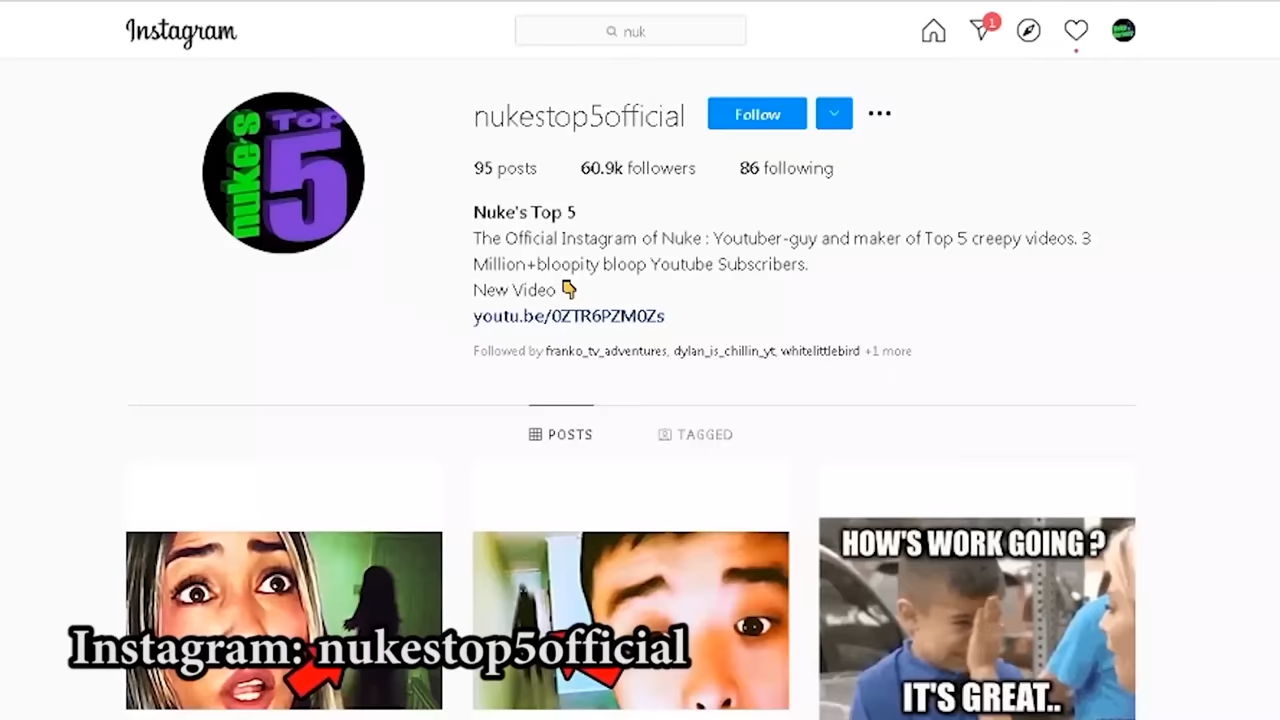 Instagram
nuk
1
nuke's
Top
5
nukestop5official
Follow
95 posts 60.9k followers 86 following
Nuke's Top 5
The Official Instagram of Nuke : Youtuber-guy and maker of Top 5 creepy videos. 3
Million+bloopity bloop Youtube Subscribers.
New Video 👇
youtu.be/0ZTR6PZM0Zs
Followed by franko_tv_adventures, dylan_is_chillin_yt, whitelittlebird +1 more
POSTS TAGGED
HOW'S WORK GOING ?
Instagram: nukestop5official
IT'S GREAT..